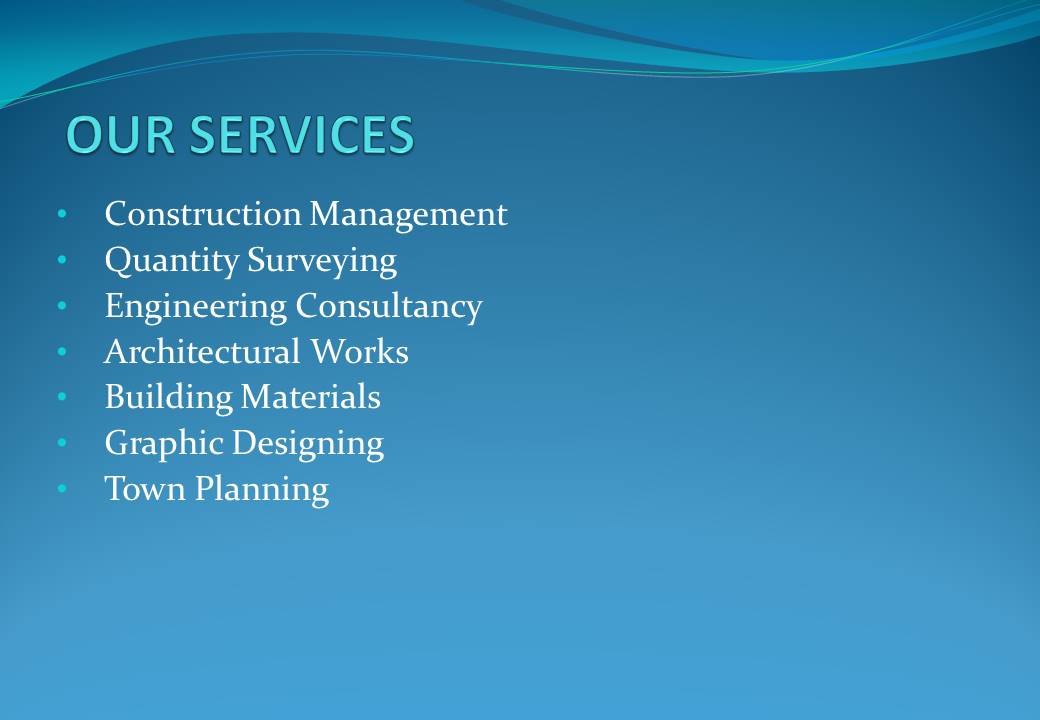 OUR SERVICES
• Construction Management
• Quantity Surveying
• Engineering Consultancy
• Architectural Works
• Building Materials
• Graphic Designing
• Town Planning